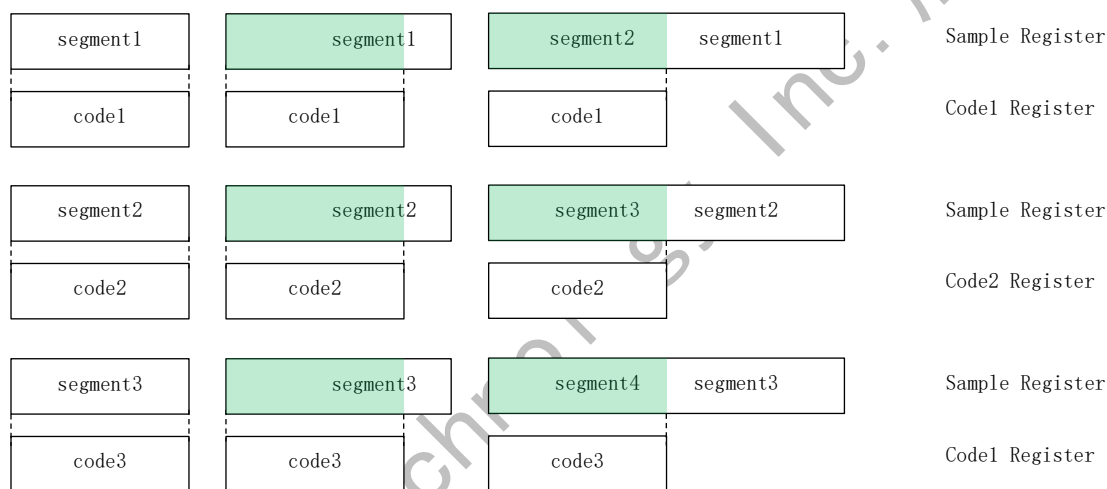 segment1 segment1 segment2 segment1 Sample Register
code1 code1 code1 Code1 Register
segment2 segment2 segment3 segment2 Sample Register
code2 code2 code2 Code2 Register
segment3 segment3 segment4 segment3 Sample Register
code3 code3 code3 Code1 Register
Inc.